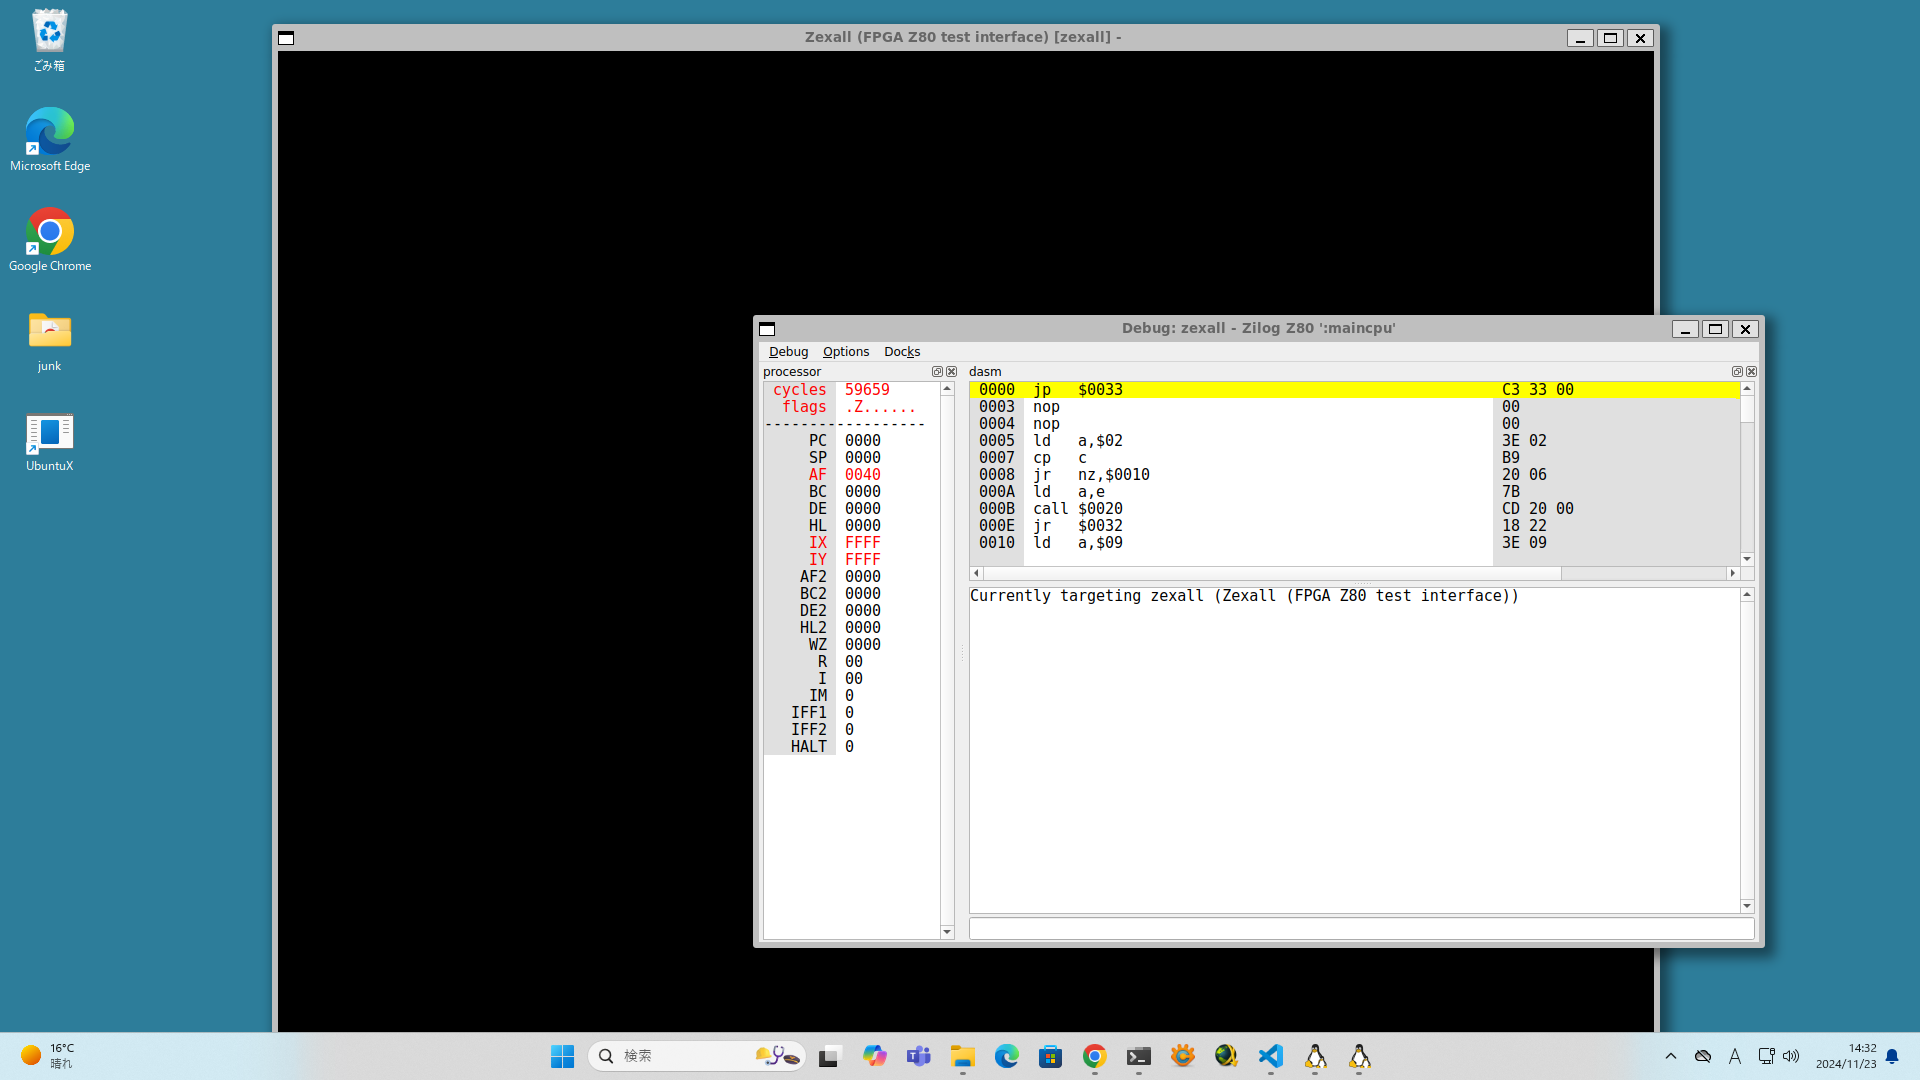 ごみ箱
Microsoft Edge
Google Chrome
junk
UbuntuX
Zexall (FPGA Z80 test interface) [zexall] -
Debug: zexall - Zilog Z80 ':maincpu'
Debug Options Docks
processor
cycles 59659
flags .Z......
------------------
PC 0000
SP 0000
AF 0040
BC 0000
DE 0000
HL 0000
IX FFFF
IY FFFF
AF2 0000
BC2 0000
DE2 0000
HL2 0000
WZ 0000
R 00
I 00
IM 0
IFF1 0
IFF2 0
HALT 0
dasm
0000 jp $0033 C3 33 00
0003 nop 00
0004 nop 00
0005 ld a,$02 3E 02
0007 cp c B9
0008 jr nz,$0010 20 06
000A ld a,e 7B
000B call $0020 CD 20 00
000E jr $0032 18 22
0010 ld a,$09 3E 09
Currently targeting zexall (Zexall (FPGA Z80 test interface))
16°C
晴れ
検索
A
14:32
2024/11/23